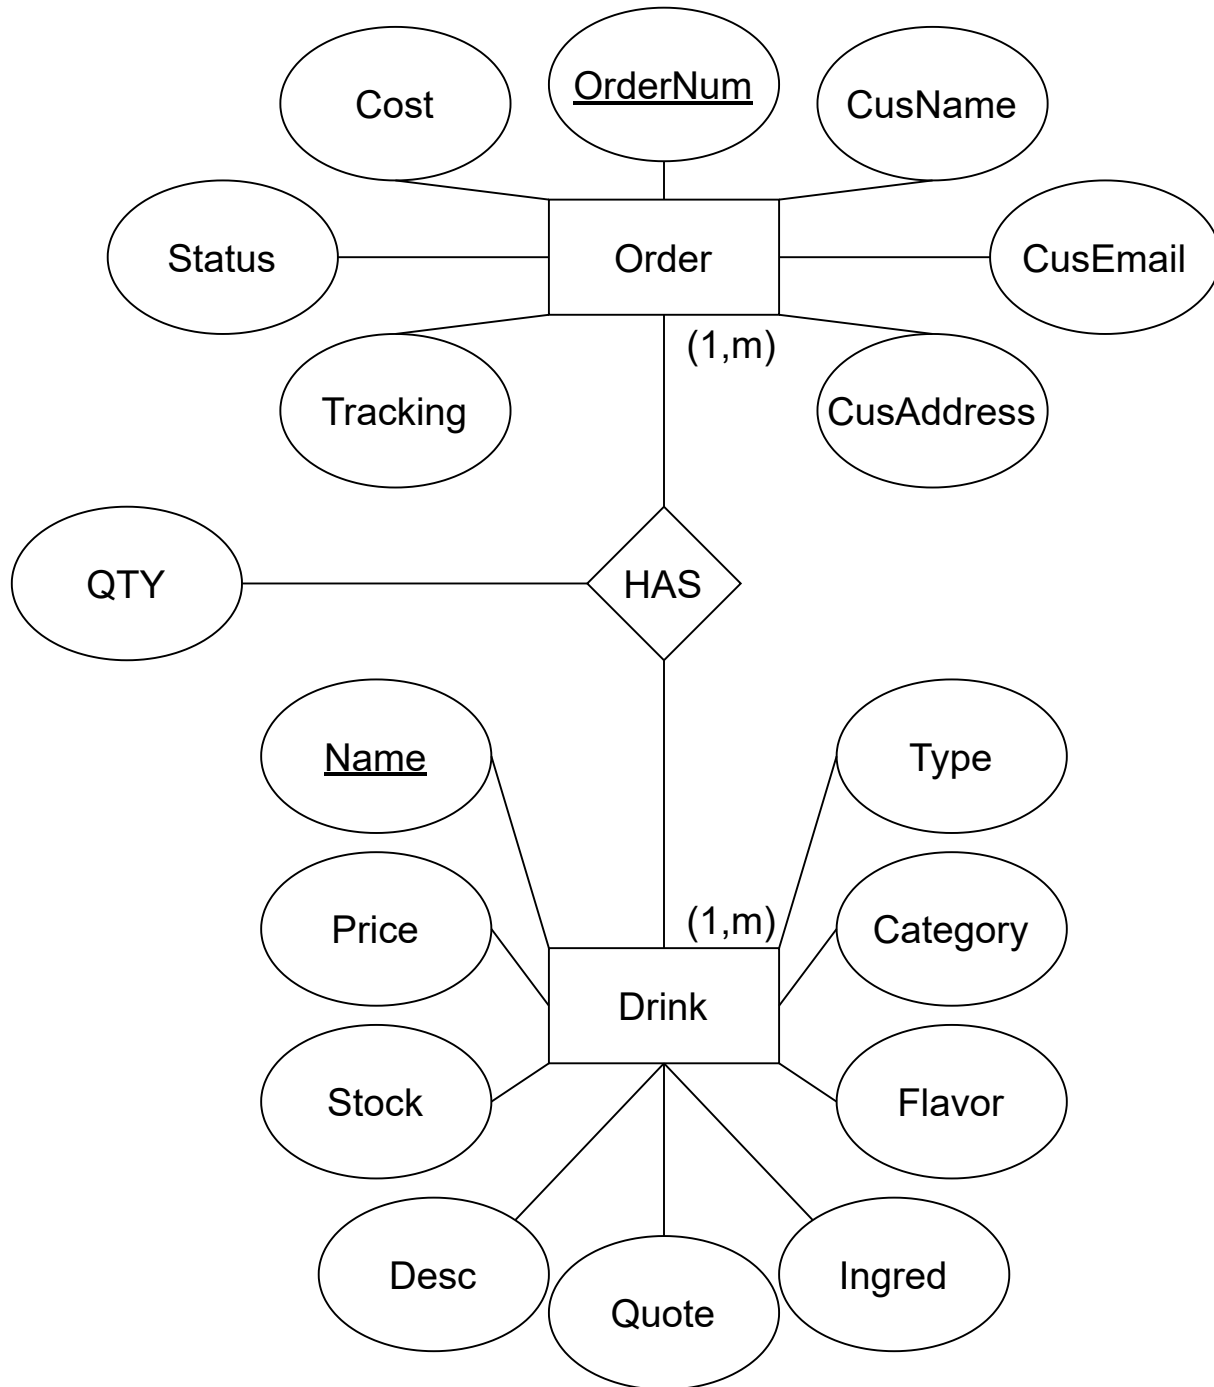 OrderNum
Cost
CusName
Status
Order
CusEmail
(1,m)
Tracking
CusAddress
QTY
HAS
Name
Type
(1,m)
Price
Category
Drink
Stock
Flavor
Desc
Ingred
Quote